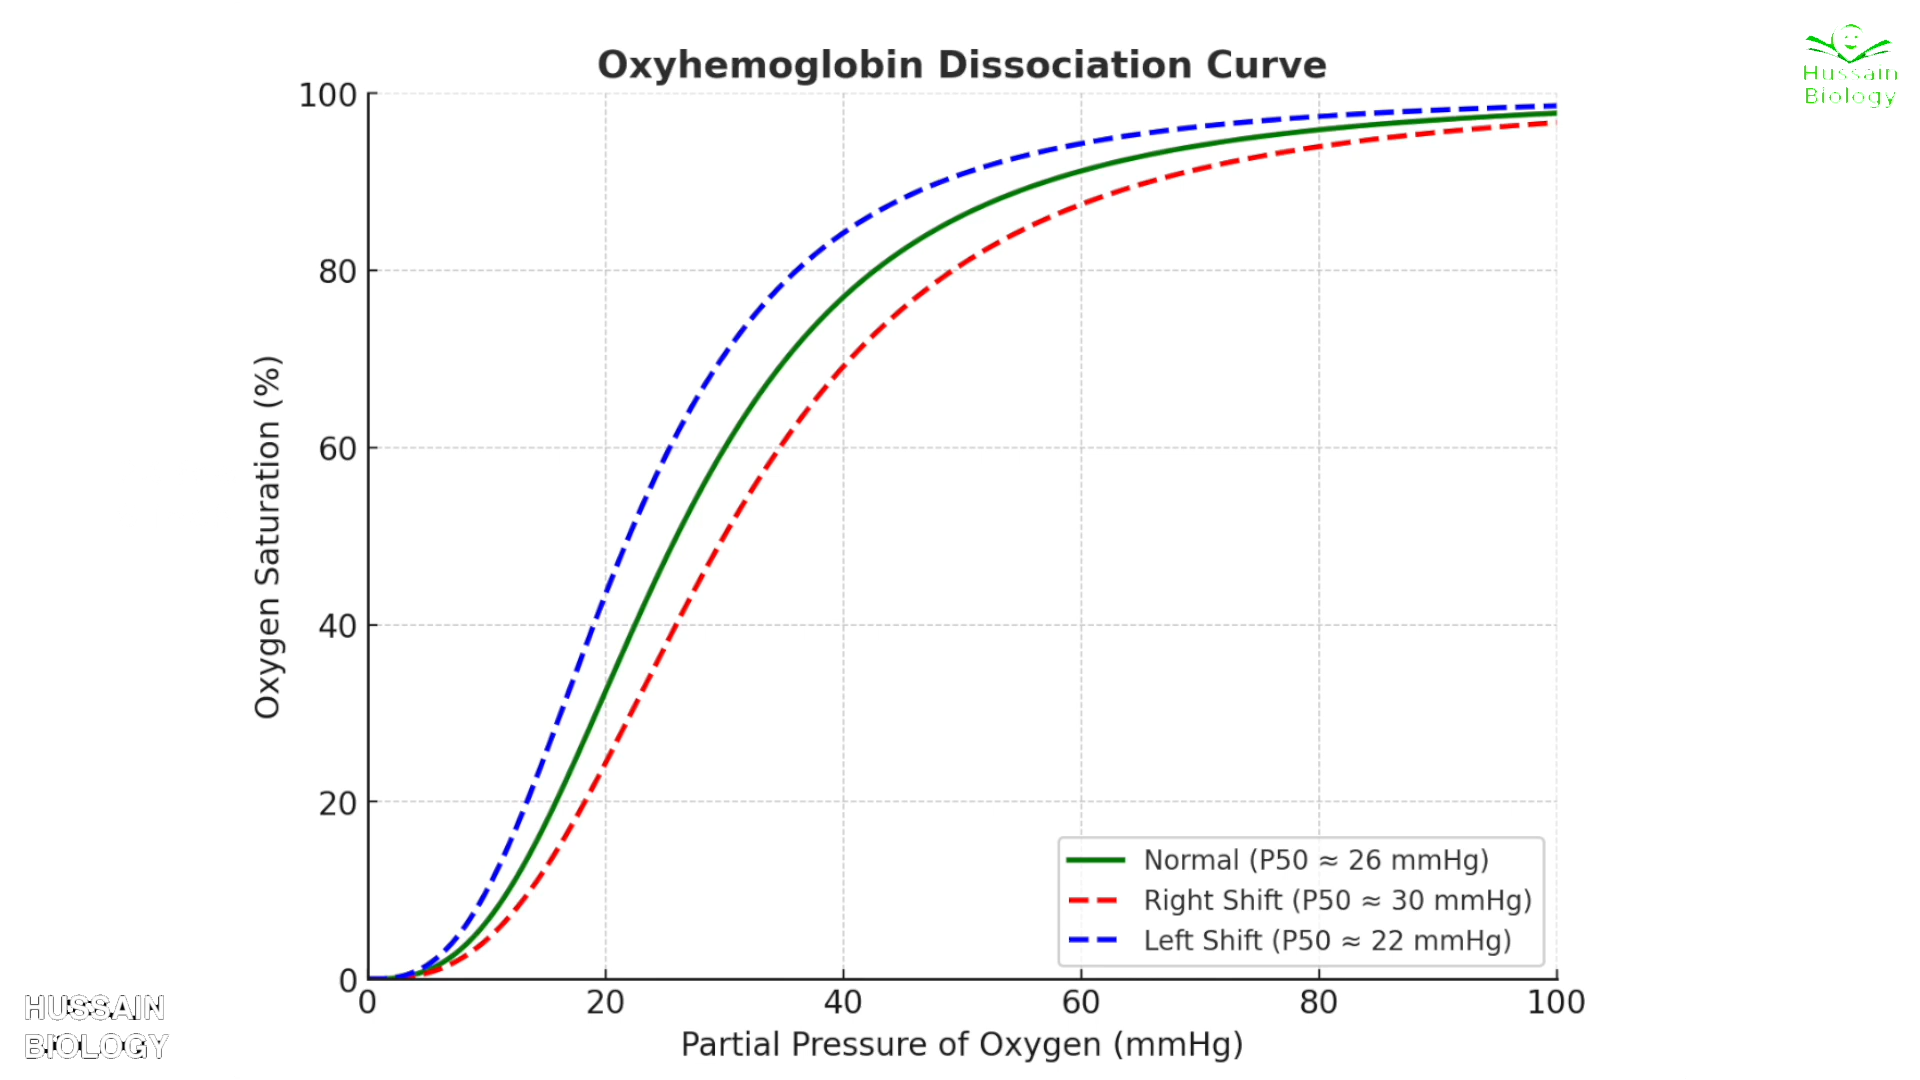 Oxyhemoglobin Dissociation Curve
Hussain
Biology
100
80
60
40
20
0
Oxygen Saturation (%)
Normal (P50 ≈ 26 mmHg)
Right Shift (P50 ≈ 30 mmHg)
Left Shift (P50 ≈ 22 mmHg)
0 20 40 60 80 100
Partial Pressure of Oxygen (mmHg)
HUSSAIN
BIOLOGY